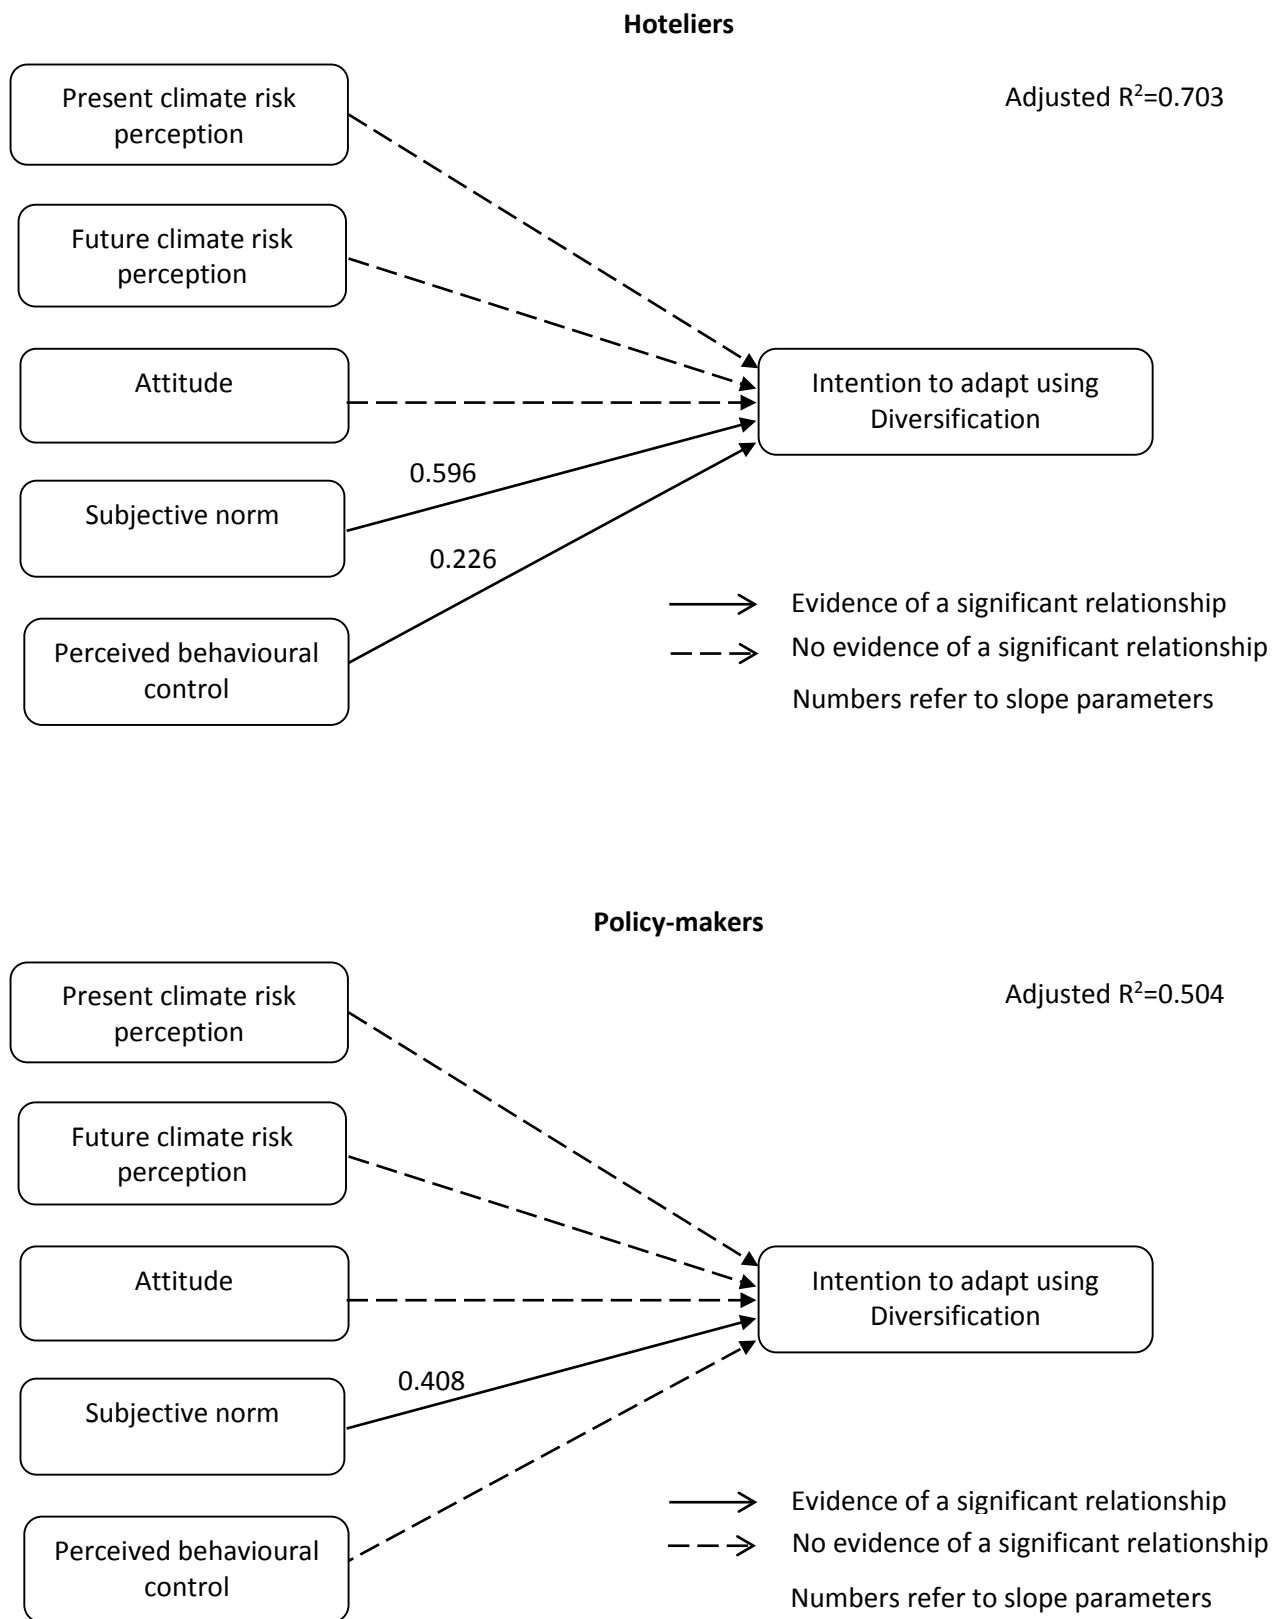 Hoteliers
Present climate risk
perception
Adjusted R²=0.703
Future climate risk
perception
Attitude
Intention to adapt using
Diversification
0.596
Subjective norm
0.226
Evidence of a significant relationship
Perceived behavioural
control
No evidence of a significant relationship
Numbers refer to slope parameters
Policy-makers
Present climate risk
perception
Adjusted R²=0.504
Future climate risk
perception
Attitude
Intention to adapt using
Diversification
0.408
Subjective norm
Evidence of a significant relationship
Perceived behavioural
control
No evidence of a significant relationship
Numbers refer to slope parameters